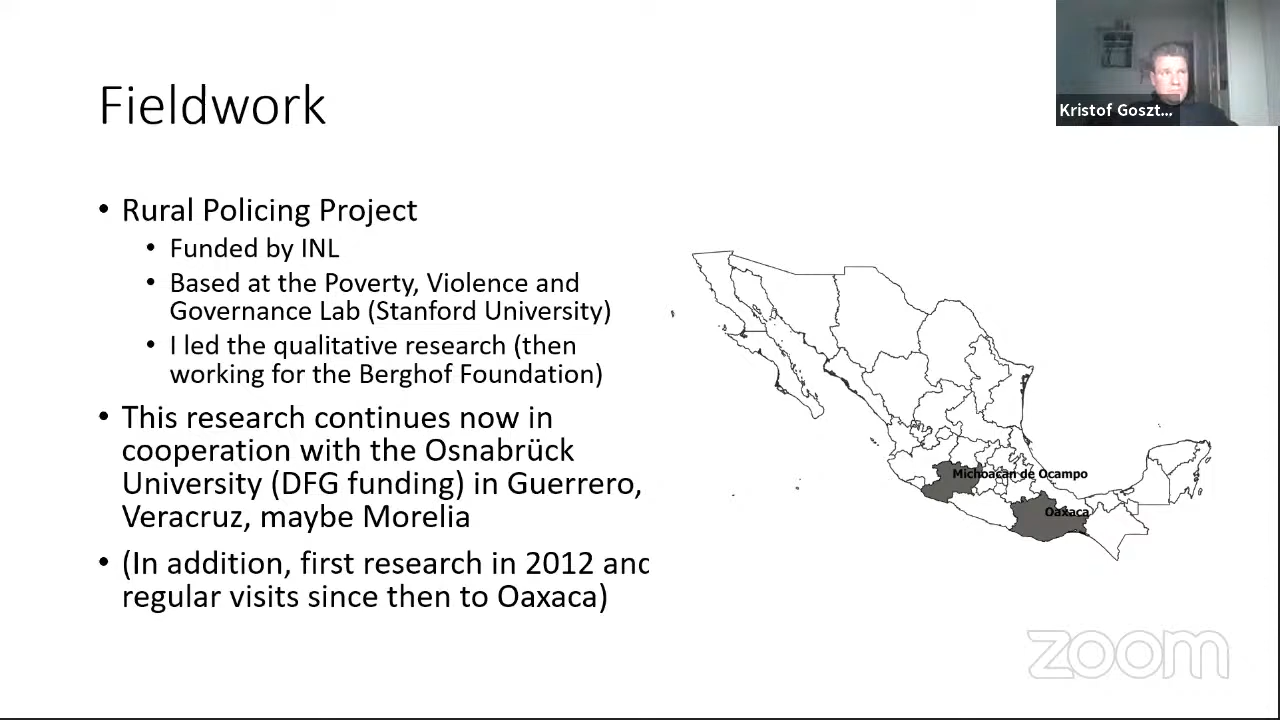 Fieldwork
Kristof Goszt...
• Rural Policing Project
• Funded by INL
• Based at the Poverty, Violence and
Governance Lab (Stanford University)
• I led the qualitative research (then
working for the Berghof Foundation)
• This research continues now in
cooperation with the Osnabrück
University (DFG funding) in Guerrero,
Veracruz, maybe Morelia
• (In addition, first research in 2012 and
regular visits since then to Oaxaca)
Michoacán de Ocampo
Oaxaca
zoom